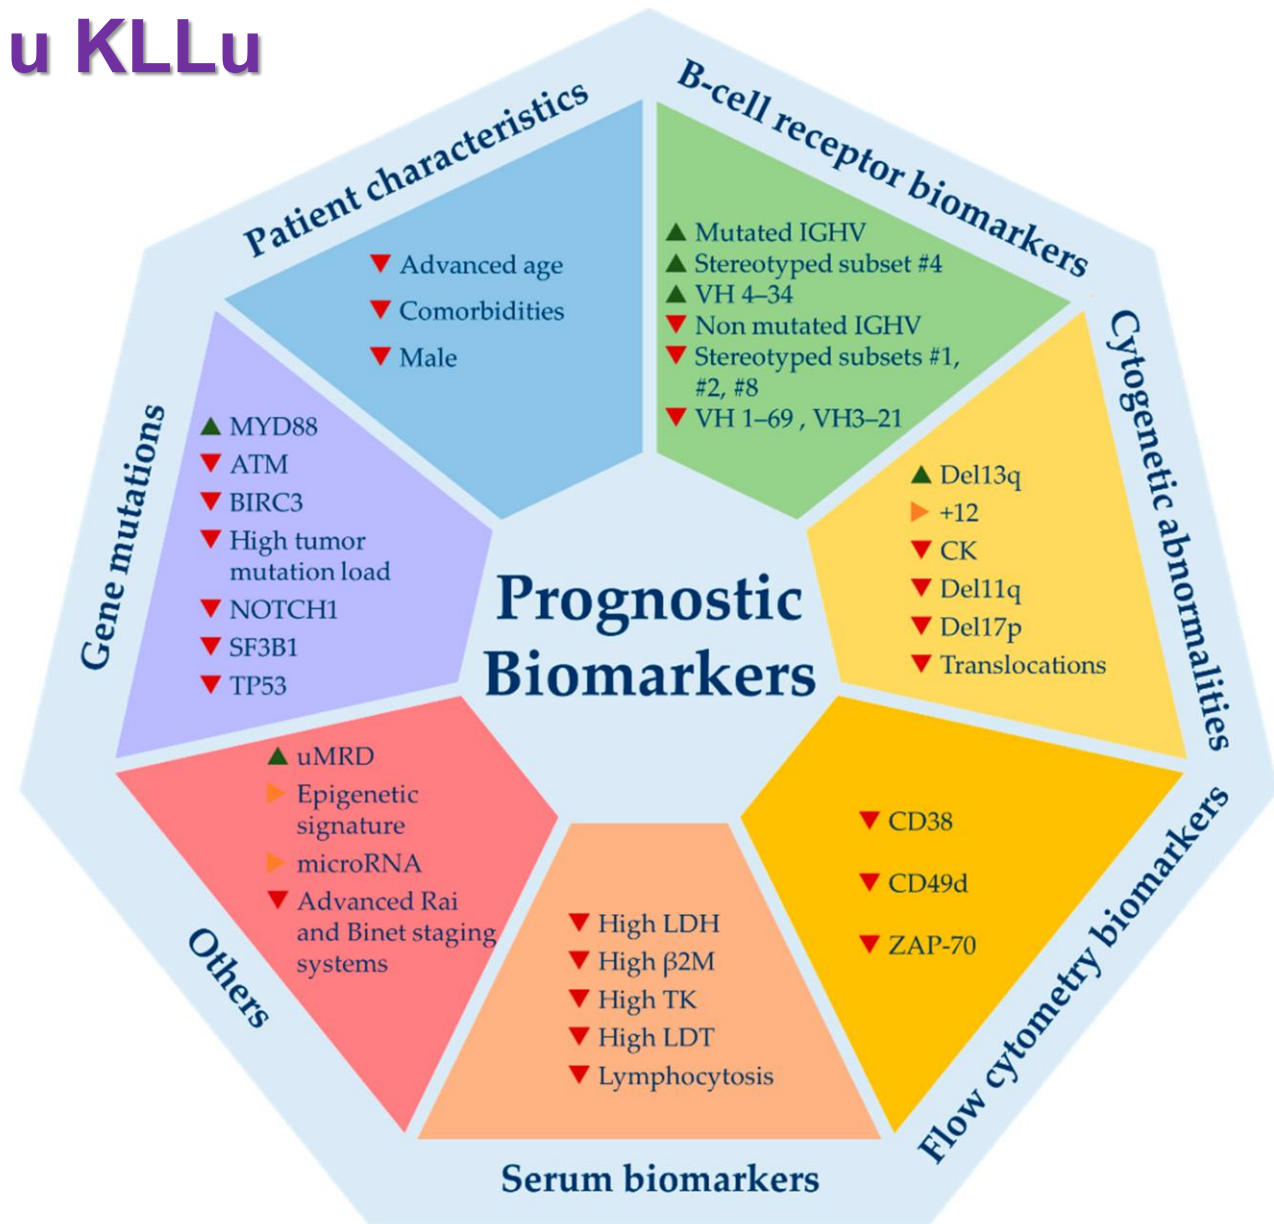 u KLLu
Patient characteristics
▼ Advanced age
▼ Comorbidities
▼ Male
B-cell receptor biomarkers
▲ Mutated IGHV
▲ Stereotyped subset #4
▲ VH 4–34
▼ Non mutated IGHV
▼ Stereotyped subsets #1,
#2, #8
▼ VH 1–69 , VH3–21
Cytogenetic abnormalities
▲ Del13q
▶ +12
▼ CK
▼ Del11q
▼ Del17p
▼ Translocations
Flow cytometry biomarkers
▼ CD38
▼ CD49d
▼ ZAP-70
Serum biomarkers
▼ High LDH
▼ High β2M
▼ High TK
▼ High LDT
▼ Lymphocytosis
Others
▲ uMRD
▶ Epigenetic
signature
▶ microRNA
▼ Advanced Rai
and Binet staging
systems
Gene mutations
▲ MYD88
▼ ATM
▼ BIRC3
▼ High tumor
mutation load
▼ NOTCH1
▼ SF3B1
▼ TP53
Prognostic
Biomarkers